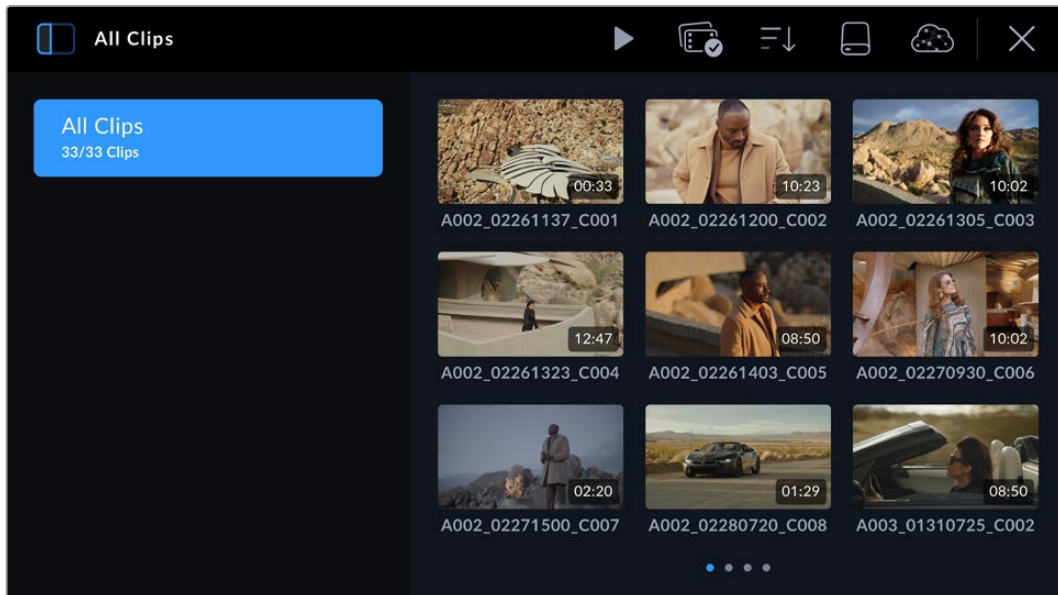 All Clips
All Clips
33/33 Clips
00:33
10:23
10:02
A002_02261137_C001
A002_02261200_C002
A002_02261305_C003
12:47
08:50
10:02
A002_02261323_C004
A002_02261403_C005
A002_02270930_C006
02:20
01:29
08:50
A002_02271500_C007
A002_02280720_C008
A003_01310725_C002